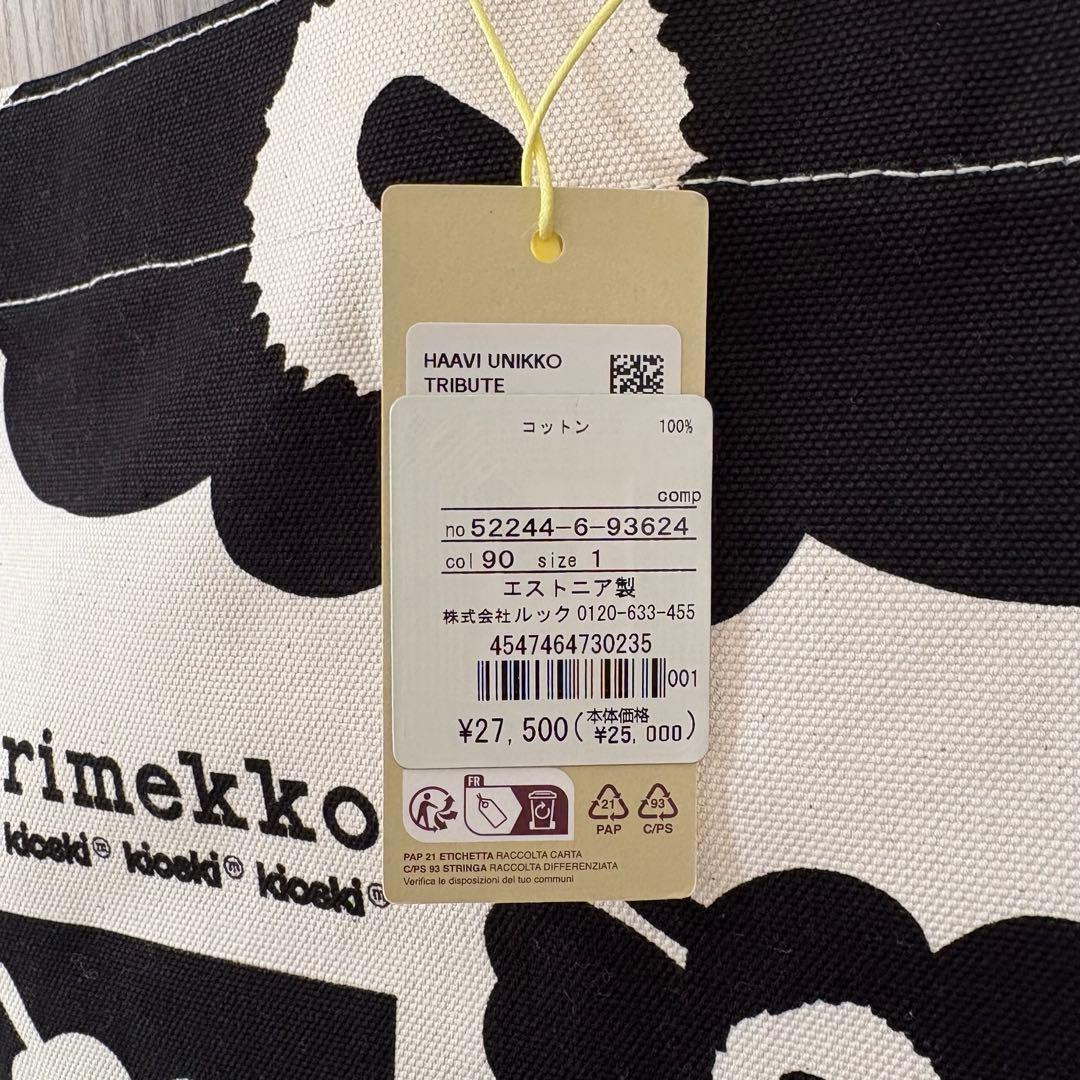 HAAVI UNIKKO
TRIBUTE
コットン 100%
comp
no 52244-6-93624
col 90 size 1
エストニア製
株式会社ルック 0120-633-455
4547464730235
001
¥27,500(本体価格 ¥25,000)
rimekko
kioski m kioski m kioski m
FR
21
PAP
93
C/PS
PAP 21 ETICHETTA RACCOLTA CARTA
C/PS 93 STRINGA RACCOLTA DIFFERENZIATA
Verifica le disposizioni del tuo communi